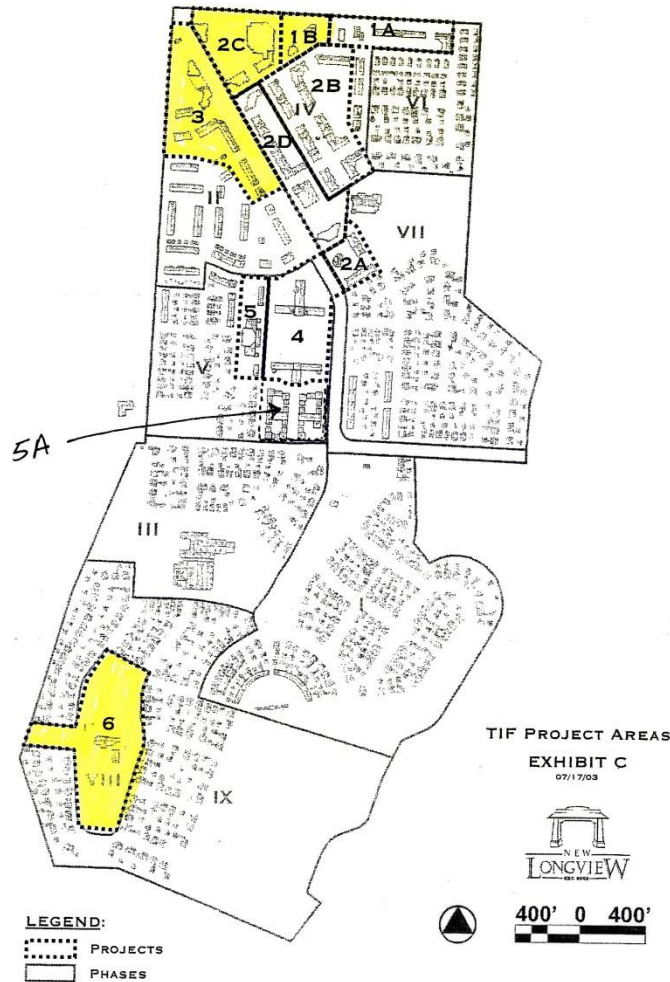 1A
1B
2C
2B
IV
VI
3
2D
II
VII
2A
5
4
V
5A
III
I
6
VIII
IX
TIF PROJECT AREAS
EXHIBIT C
07/17/03
NEW
LONGVIEW
LEGEND:
PROJECTS
PHASES
400' 0 400'